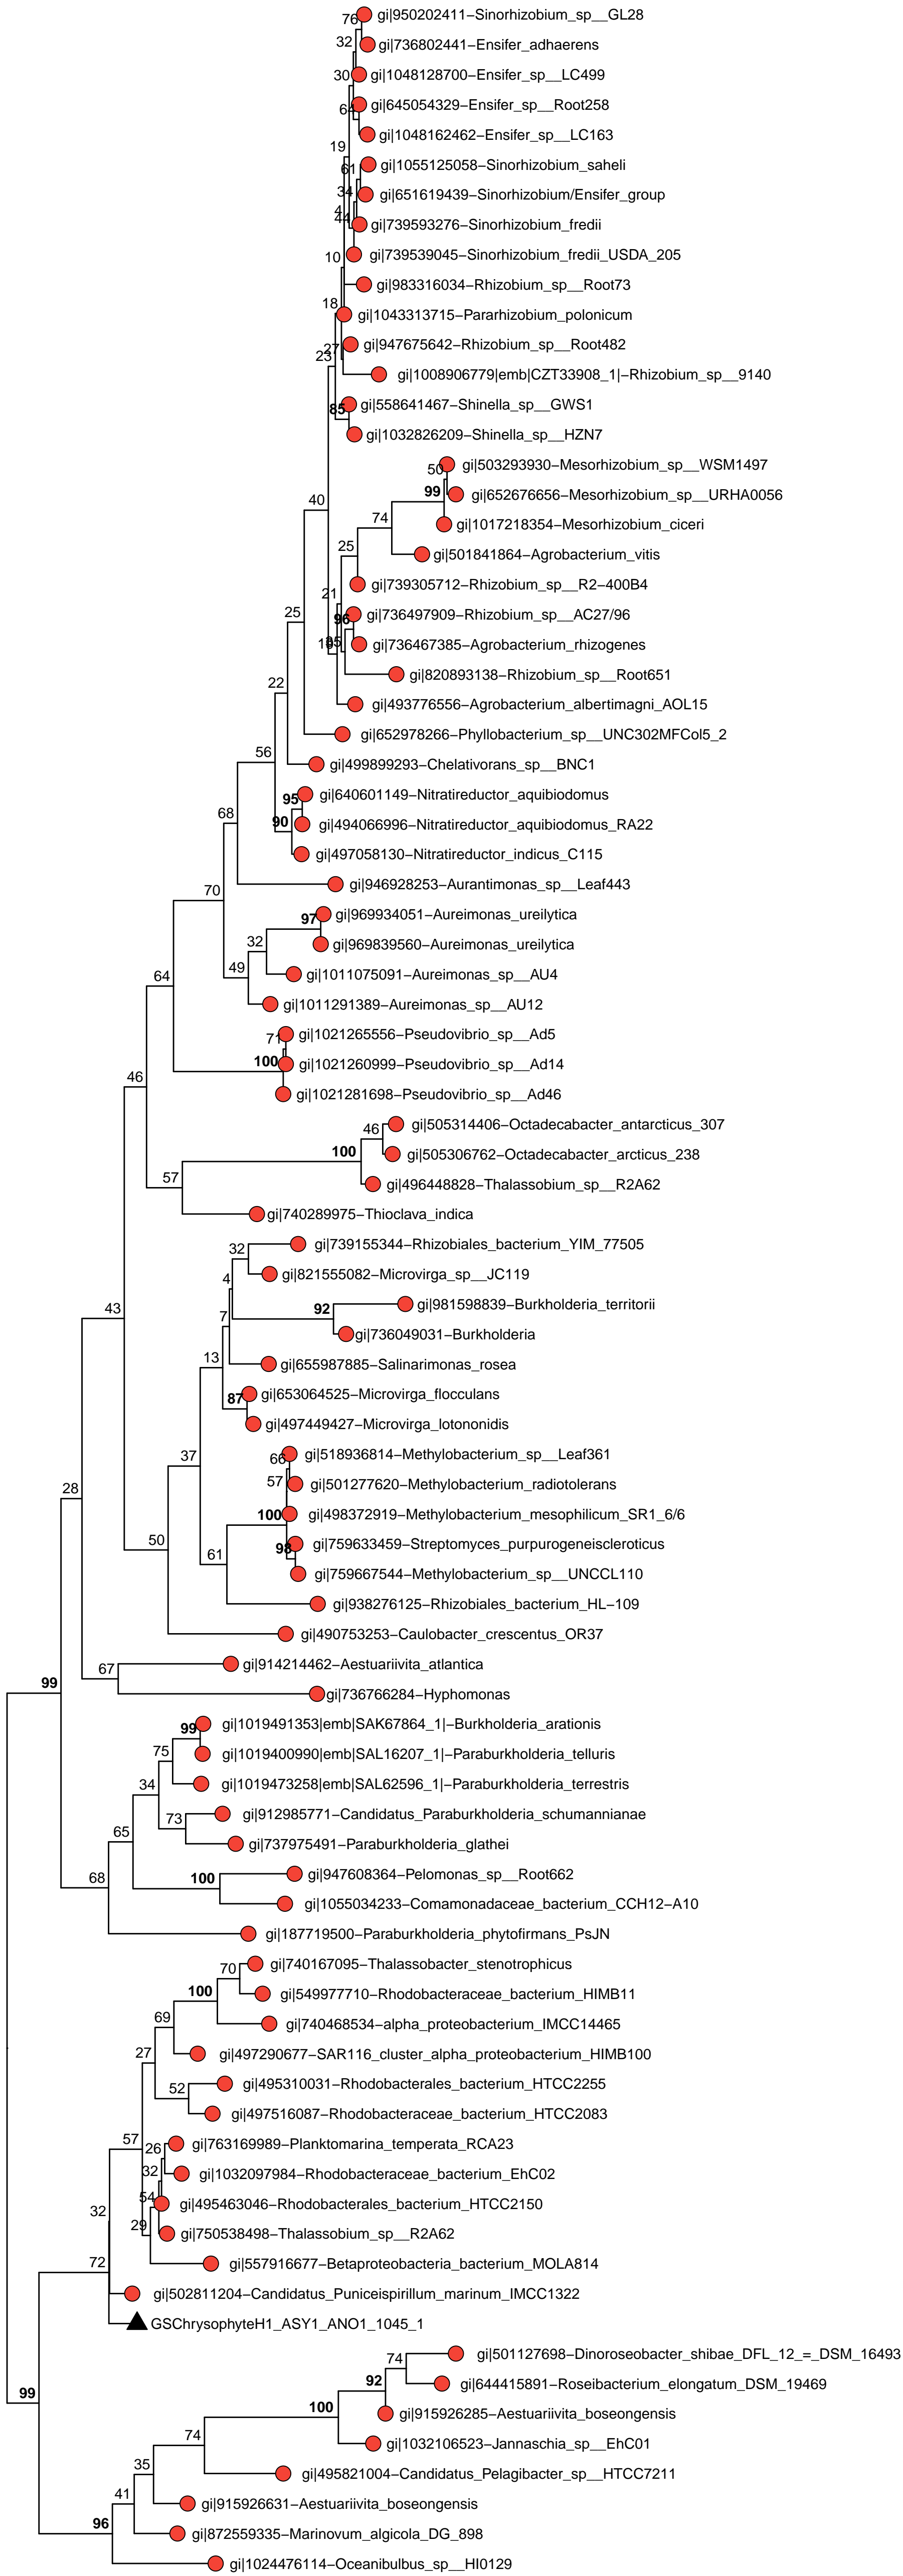 gi|950202411–Sinorhizobium_sp__GL28
76
gi|736802441–Ensifer_adhaerens
32
gi|1048128700–Ensifer_sp__LC499
30
gi|645054329–Ensifer_sp__Root258
gi|1048162462–Ensifer_sp__LC163
19
gi|1055125058–Sinorhizobium_saheli
61
gi|651619439–Sinorhizobium/Ensifer_group
34
4
44
gi|739593276–Sinorhizobium_fredii
gi|739539045–Sinorhizobium_fredii_USDA_205
10
gi|983316034–Rhizobium_sp__Root73
18
gi|1043313715–Pararhizobium_polonicum
gi|947675642–Rhizobium_sp__Root482
27
23
gi|1008906779|emb|CZT33908_1|–Rhizobium_sp__9140
gi|558641467–Shinella_sp__GWS1
85
gi|1032826209–Shinella_sp__HZN7
gi|503293930–Mesorhizobium_sp__WSM1497
50
99
gi|652676656–Mesorhizobium_sp__URHA0056
40
74
gi|1017218354–Mesorhizobium_ciceri
25
gi|501841864–Agrobacterium_vitis
gi|739305712–Rhizobium_sp__R2–400B4
21
25
gi|736497909–Rhizobium_sp__AC27/96
96
gi|736467385–Agrobacterium_rhizogenes
gi|820893138–Rhizobium_sp__Root651
22
gi|493776556–Agrobacterium_albertimagni_AOL15
gi|652978266–Phyllobacterium_sp__UNC302MFCol5_2
56
gi|499899293–Chelativorans_sp__BNC1
gi|640601149–Nitratireductor_aquibiodomus
95
68
90
gi|494066996–Nitratireductor_aquibiodomus_RA22
gi|497058130–Nitratireductor_indicus_C115
70
gi|946928253–Aurantimonas_sp__Leaf443
gi|969934051–Aureimonas_ureilytica
97
32
gi|969839560–Aureimonas_ureilytica
49
gi|1011075091–Aureimonas_sp__AU4
64
gi|1011291389–Aureimonas_sp__AU12
gi|1021265556–Pseudovibrio_sp__Ad5
71
100
gi|1021260999–Pseudovibrio_sp__Ad14
46
gi|1021281698–Pseudovibrio_sp__Ad46
gi|505314406–Octadecabacter_antarcticus_307
46
100
gi|505306762–Octadecabacter_arcticus_238
57
gi|496448828–Thalassobium_sp__R2A62
gi|740289975–Thioclava_indica
gi|739155344–Rhizobiales_bacterium_YIM_77505
32
gi|821555082–Microvirga_sp__JC119
4
gi|981598839–Burkholderia_territorii
43
92
7
gi|736049031–Burkholderia
13
gi|655987885–Salinarimonas_rosea
gi|653064525–Microvirga_flocculans
87
gi|497449427–Microvirga_lotononidis
37
gi|518936814–Methylobacterium_sp__Leaf361
66
57
gi|501277620–Methylobacterium_radiotolerans
28
100
gi|498372919–Methylobacterium_mesophilicum_SR1_6/6
50
98
gi|759633459–Streptomyces_purpurogeneiscleroticus
61
gi|759667544–Methylobacterium_sp__UNCCL110
gi|938276125–Rhizobiales_bacterium_HL–109
gi|490753253–Caulobacter_crescentus_OR37
gi|914214462–Aestuariivita_atlantica
67
99
gi|736766284–Hyphomonas
gi|1019491353|emb|SAK67864_1|–Burkholderia_arationis
99
75
gi|1019400990|emb|SAL16207_1|–Paraburkholderia_telluris
34
gi|1019473258|emb|SAL62596_1|–Paraburkholderia_terrestris
73
gi|912985771–Candidatus_Paraburkholderia_schumannianae
65
gi|737975491–Paraburkholderia_glathei
68
100
gi|947608364–Pelomonas_sp__Root662
gi|1055034233–Comamonadaceae_bacterium_CCH12–A10
gi|187719500–Paraburkholderia_phytofirmans_PsJN
gi|740167095–Thalassobacter_stenotrophicus
70
100
gi|549977710–Rhodobacteraceae_bacterium_HIMB11
69
gi|740468534–alpha_proteobacterium_IMCC14465
27
gi|497290677–SAR116_cluster_alpha_proteobacterium_HIMB100
gi|495310031–Rhodobacterales_bacterium_HTCC2255
52
gi|497516087–Rhodobacteraceae_bacterium_HTCC2083
57
26
gi|763169989–Planktomarina_temperata_RCA23
32
gi|1032097984–Rhodobacteraceae_bacterium_EhC02
54
gi|495463046–Rhodobacterales_bacterium_HTCC2150
32
29
gi|750538498–Thalassobium_sp__R2A62
72
gi|557916677–Betaproteobacteria_bacterium_MOLA814
gi|502811204–Candidatus_Puniceispirillum_marinum_IMCC1322
GSChrysophyteH1_ASY1_ANO1_1045_1
gi|501127698–Dinoroseobacter_shibae_DFL_12_=_DSM_16493
74
92
gi|644415891–Roseibacterium_elongatum_DSM_19469
99
100
gi|915926285–Aestuariivita_boseongensis
74
gi|1032106523–Jannaschia_sp__EhC01
35
gi|495821004–Candidatus_Pelagibacter_sp__HTCC7211
41
gi|915926631–Aestuariivita_boseongensis
96
gi|872559335–Marinovum_algicola_DG_898
gi|1024476114–Oceanibulbus_sp__HI0129